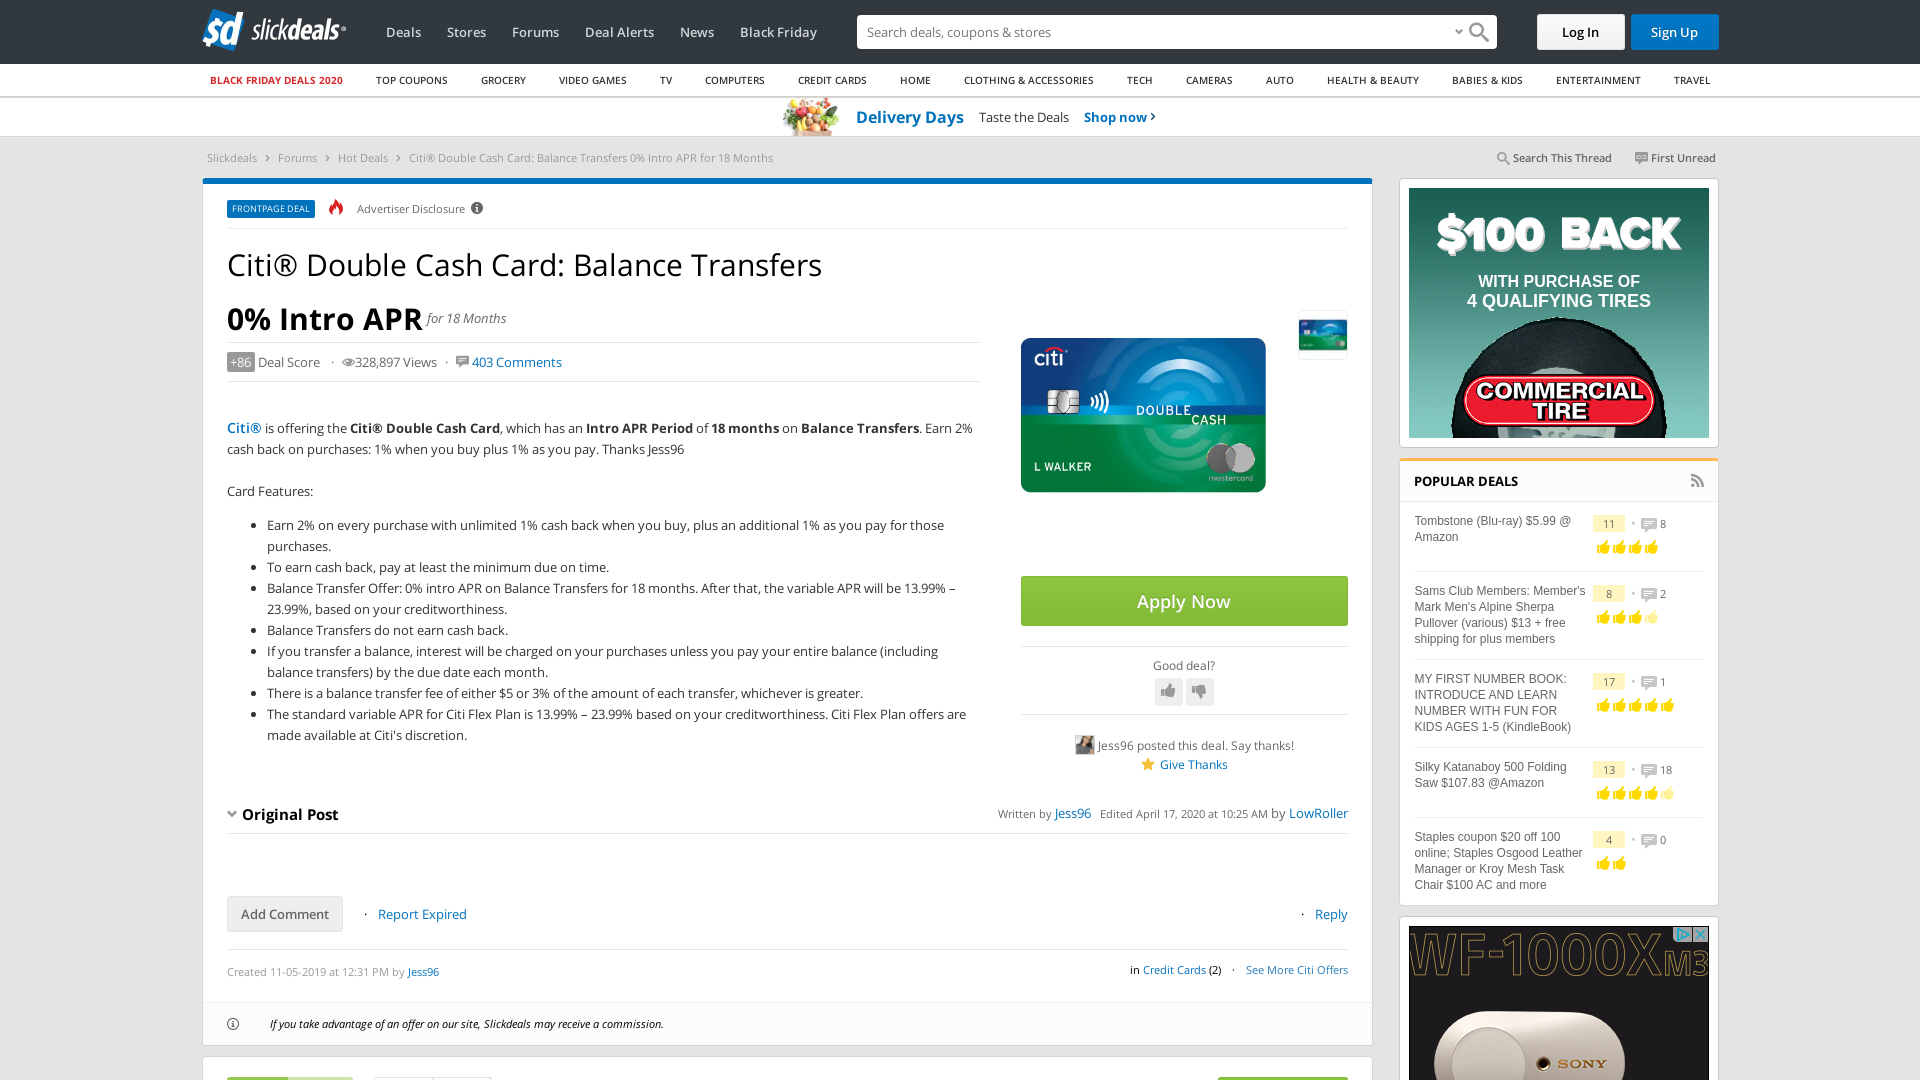 slickdeals
Deals
Stores
Forums
Deal Alerts
News
Black Friday
Search deals, coupons & shopping
Log In
Sign Up
BLACK FRIDAY DEALS 2020
TOP COUPONS
GROCERY
VIDEO GAMES
TV
COMPUTERS
CREDIT CARDS
HOME
CLOTHING & ACCESSORIES
TECH
CAMERAS
AUTO
HEALTH & BEAUTY
BABIES & KIDS
ENTERTAINMENT
TRAVEL
Delivery Days Taste the Deals Shop now ›
Slickdeals › Forums › Hot Deals › Citi® Double Cash Card: Balance Transfers 0% Intro APR for 18 Months
Search This Thread
First Unread
FRONTPAGE DEAL
Advertiser Disclosure
Citi® Double Cash Card: Balance Transfers
0% Intro APR for 18 Months
+86 Deal Score · 328,897 Views · 403 Comments
Citi® is offering the Citi® Double Cash Card, which has an Intro APR Period of 18 months on Balance Transfers. Earn 2%
cash back on purchases: 1% when you buy plus 1% as you pay. Thanks Jess96
Card Features:
• Earn 2% on every purchase with unlimited 1% cash back when you buy, plus an additional 1% as you pay for those
purchases.
• To earn cash back, pay at least the minimum due on time.
• Balance Transfer Offer: 0% intro APR on Balance Transfers for 18 months. After that, the variable APR will be 13.99% –
23.99%, based on your creditworthiness.
• Balance Transfers do not earn cash back.
• If you transfer a balance, interest will be charged on your purchases unless you pay your entire balance (including
balance transfers) by the due date each month.
• There is a balance transfer fee of either $5 or 3% of the amount of each transfer, whichever is greater.
• The standard variable APR for Citi Flex Plan is 13.99% – 23.99% based on your creditworthiness. Citi Flex Plan offers are
made available at Citi's discretion.
citi
DOUBLE
CASH
L WALKER
mastercard.
Apply Now
Good deal?
Jess96 posted this deal. Say thanks!
Give Thanks
Original Post
Written by Jess96 Edited April 17, 2020 at 10:25 AM by LowRoller
Add Comment
· Report Expired
· Reply
Created 11-05-2019 at 12:31 PM by Jess96
in Credit Cards (2) · See More Citi Offers
If you take advantage of an offer on our site, Slickdeals may receive a commission.
$100 BACK
WITH PURCHASE OF
4 QUALIFYING TIRES
COMMERCIAL
TIRE
POPULAR DEALS
Tombstone (Blu-ray) $5.99 @
Amazon
11 • 8
Sams Club Members: Member's
Mark Men's Alpine Sherpa
Pullover (various) $13 + free
shipping for plus members
8 • 2
MY FIRST NUMBER BOOK:
INTRODUCE AND LEARN
NUMBER WITH FUN FOR
KIDS AGES 1-5 (KindleBook)
17 • 1
Silky Katanaboy 500 Folding
Saw $107.83 @Amazon
13 • 18
Staples coupon $20 off 100
online; Staples Osgood Leather
Manager or Kroy Mesh Task
Chair $100 AC and more
4 • 0
WF-1000XM3
SONY